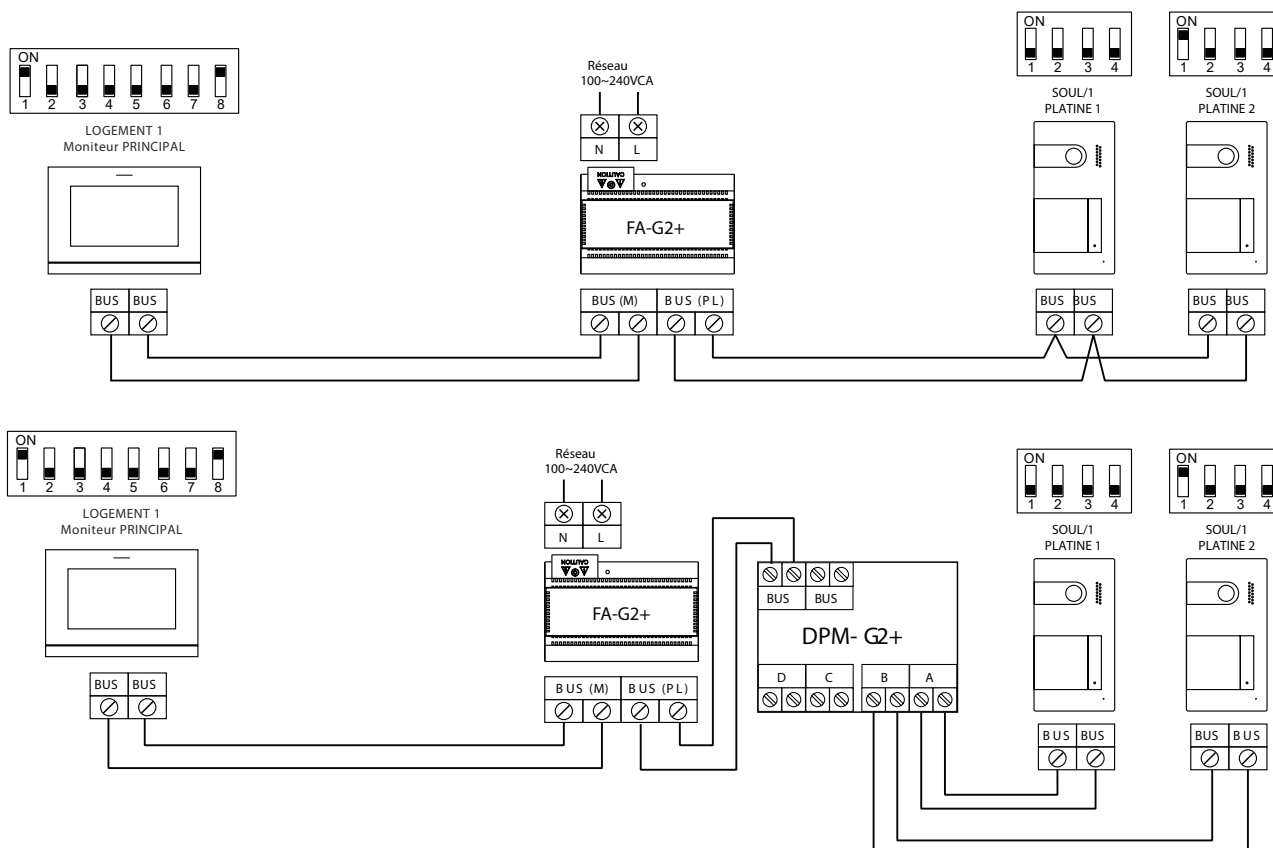 ON
1 2 3 4 5 6 7 8
LOGEMENT 1
Moniteur PRINCIPAL
BUS BUS
Réseau
100~240VCA
N L
CAUTION
FA-G2+
BUS (M) BUS (PL)
ON
1 2 3 4
SOUL/1
PLATINE 1
BUS BUS
ON
1 2 3 4
SOUL/1
PLATINE 2
BUS BUS
ON
1 2 3 4 5 6 7 8
LOGEMENT 1
Moniteur PRINCIPAL
BUS BUS
Réseau
100~240VCA
N L
CAUTION
FA-G2+
BUS (M) BUS (PL)
BUS BUS
DPM- G2+
D C B A
ON
1 2 3 4
SOUL/1
PLATINE 1
BUS BUS
ON
1 2 3 4
SOUL/1
PLATINE 2
BUS BUS